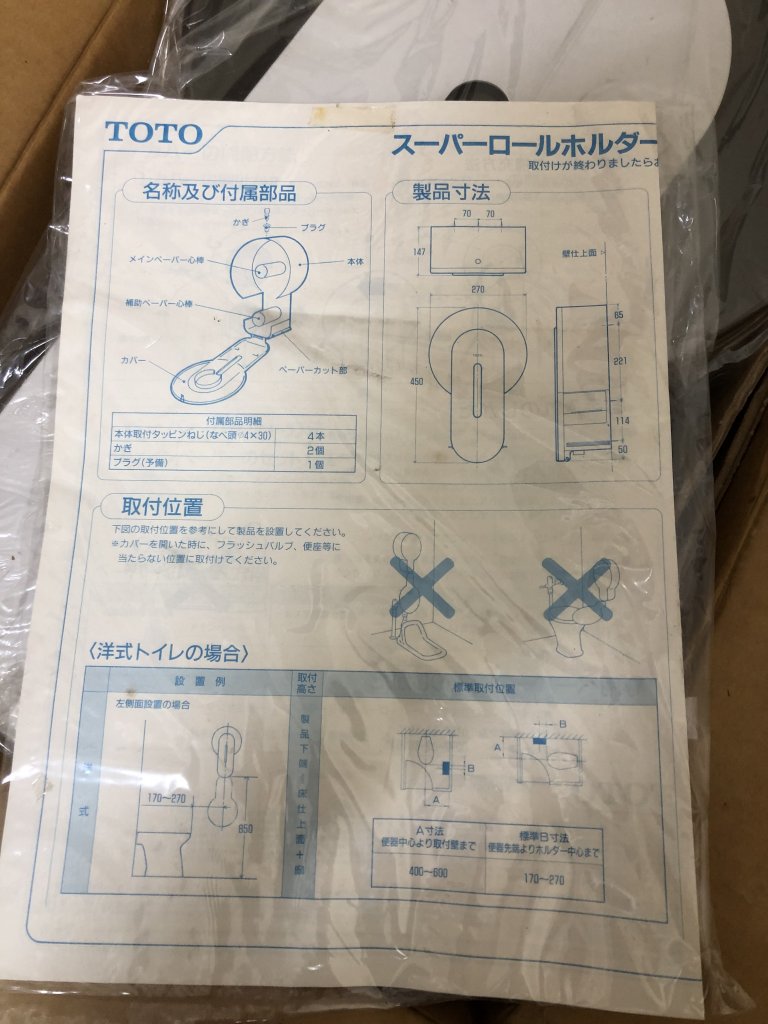 TOTO
スーパーロールホルダー
取付けが終わりましたらお
名称及び付属部品
かぎ
プラグ
メインペーパー心棒
本体
補助ペーパー心棒
カバー
ペーパーカット部
付属部品明細
本体取付タッピンねじ(なべ頭 φ4×30) 4本
かぎ 2個
プラグ(予備) 1個
製品寸法
70 70
147
270
壁仕上面
450
85
221
114
50
取付位置
下図の取付位置を参考にして製品を設置してください。
※カバーを開いた時に、フラッシュバルブ、便座等に
当たらない位置に取付けてください。
〈洋式トイレの場合〉
設置例
取付高さ
標準取付位置
左側面設置の場合
式
170~270
850
製品下端
床仕上面
B
A
A
B
A寸法
便器中心より取付壁まで
400~600
標準B寸法
便器先端よりホルダー中心まで
170~270